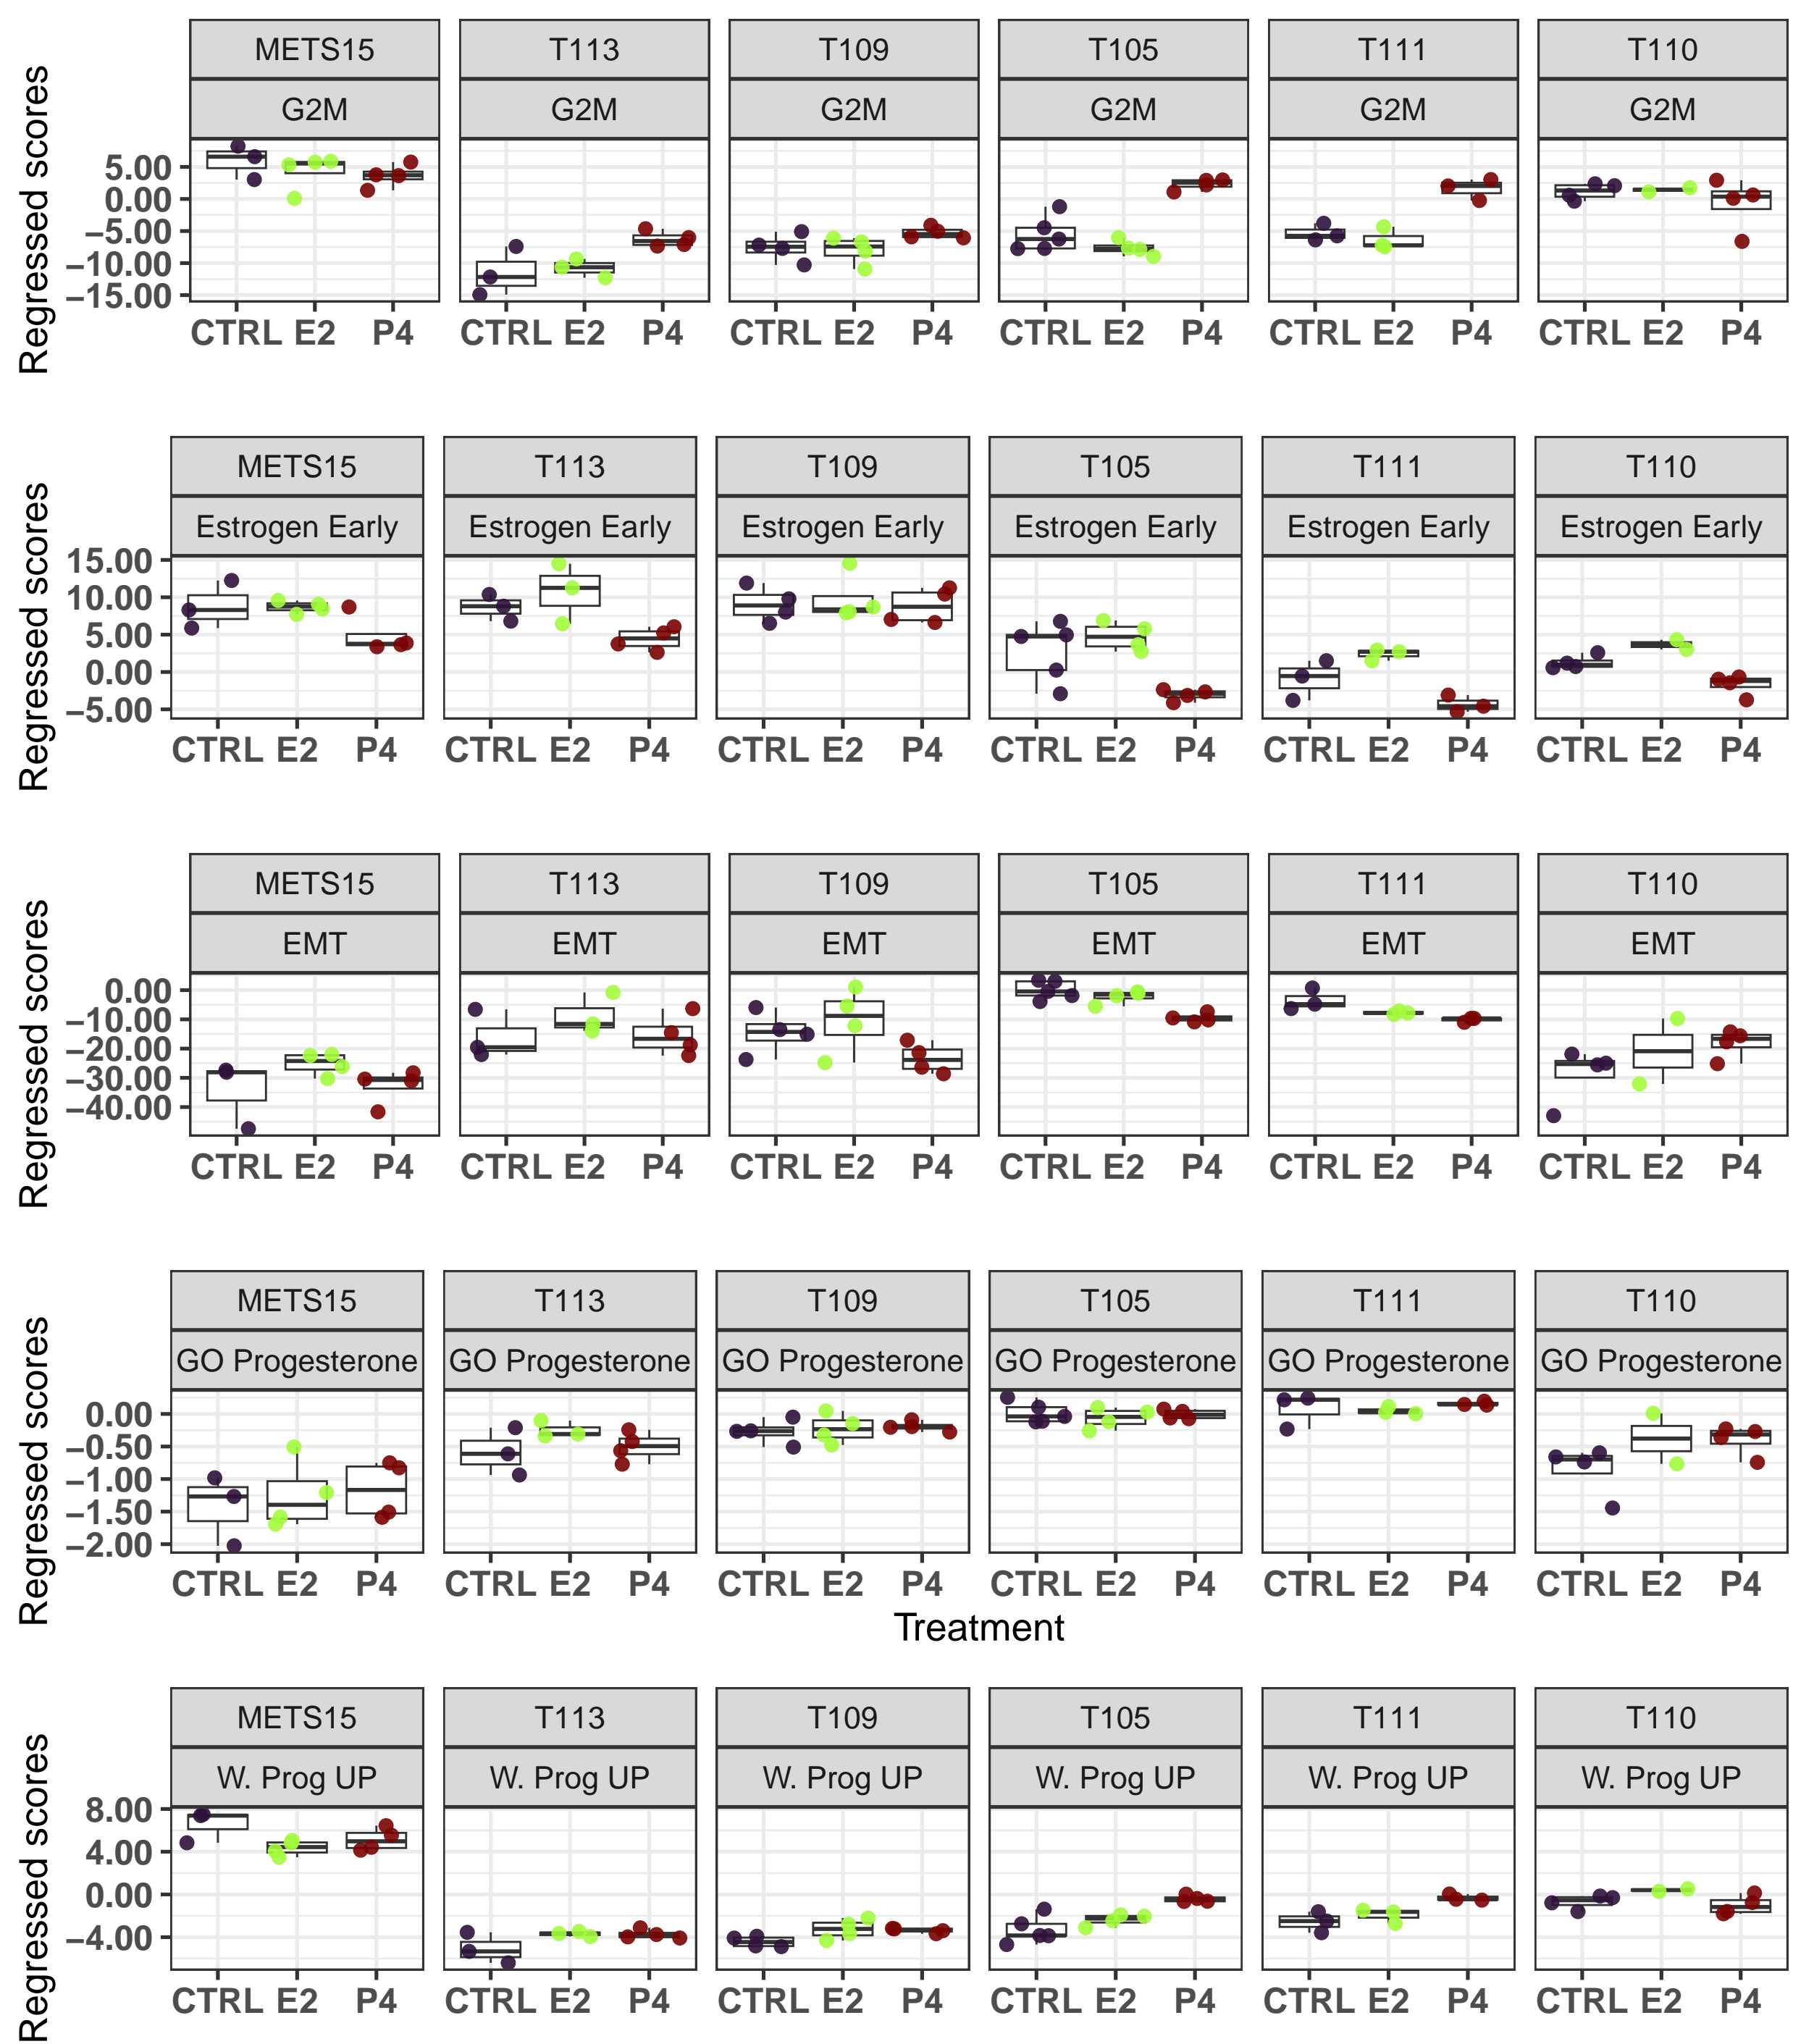 METS15 T113 T109 T105 T111 T110
G2M G2M G2M G2M G2M G2M
Regressed scores
5.00
0.00
−5.00
−10.00
−15.00
CTRL E2 P4 CTRL E2 P4 CTRL E2 P4 CTRL E2 P4 CTRL E2 P4 CTRL E2 P4
METS15 T113 T109 T105 T111 T110
Estrogen Early Estrogen Early Estrogen Early Estrogen Early Estrogen Early Estrogen Early
Regressed scores
15.00
10.00
5.00
0.00
−5.00
CTRL E2 P4 CTRL E2 P4 CTRL E2 P4 CTRL E2 P4 CTRL E2 P4 CTRL E2 P4
METS15 T113 T109 T105 T111 T110
EMT EMT EMT EMT EMT EMT
Regressed scores
0.00
−10.00
−20.00
−30.00
−40.00
CTRL E2 P4 CTRL E2 P4 CTRL E2 P4 CTRL E2 P4 CTRL E2 P4 CTRL E2 P4
METS15 T113 T109 T105 T111 T110
GO Progesterone GO Progesterone GO Progesterone GO Progesterone GO Progesterone GO Progesterone
Regressed scores
0.00
−0.50
−1.00
−1.50
−2.00
CTRL E2 P4 CTRL E2 P4 CTRL E2 P4 CTRL E2 P4 CTRL E2 P4 CTRL E2 P4
Treatment
METS15 T113 T109 T105 T111 T110
W. Prog UP W. Prog UP W. Prog UP W. Prog UP W. Prog UP W. Prog UP
Regressed scores
8.00
4.00
0.00
−4.00
CTRL E2 P4 CTRL E2 P4 CTRL E2 P4 CTRL E2 P4 CTRL E2 P4 CTRL E2 P4